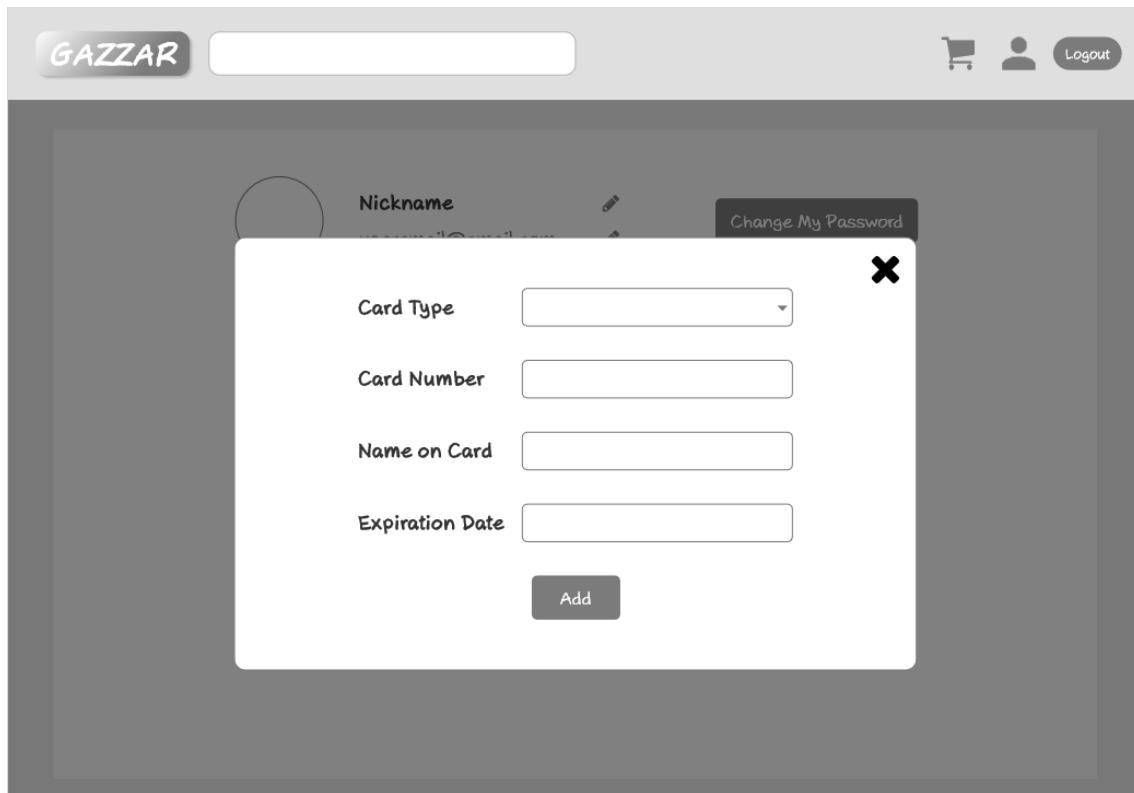 GAZZAR
Logout
Nickname
Change My Password
Card Type
Card Number
Name on Card
Expiration Date
Add